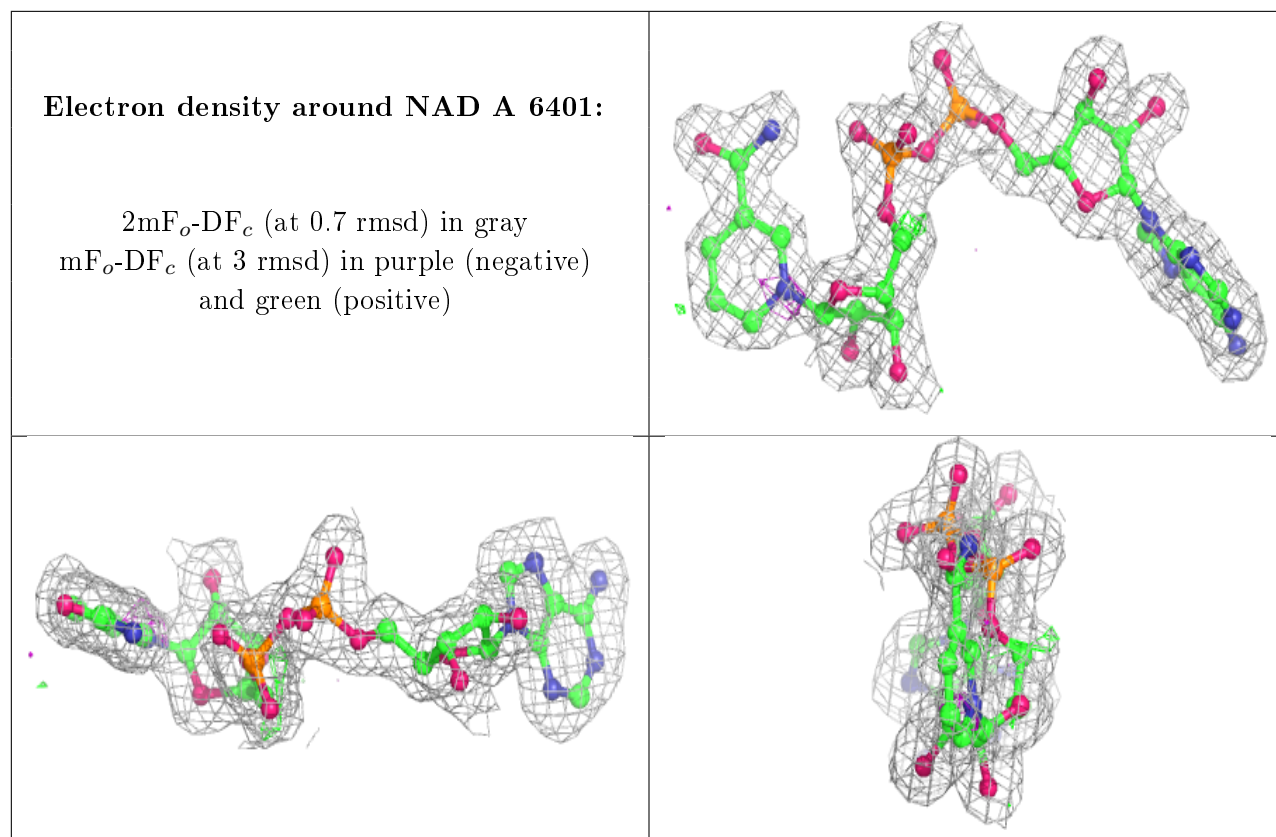 Electron density around NAD A 6401:
2mFₒ-DF𝒸 (at 0.7 rmsd) in gray
mFₒ-DF𝒸 (at 3 rmsd) in purple (negative)
and green (positive)